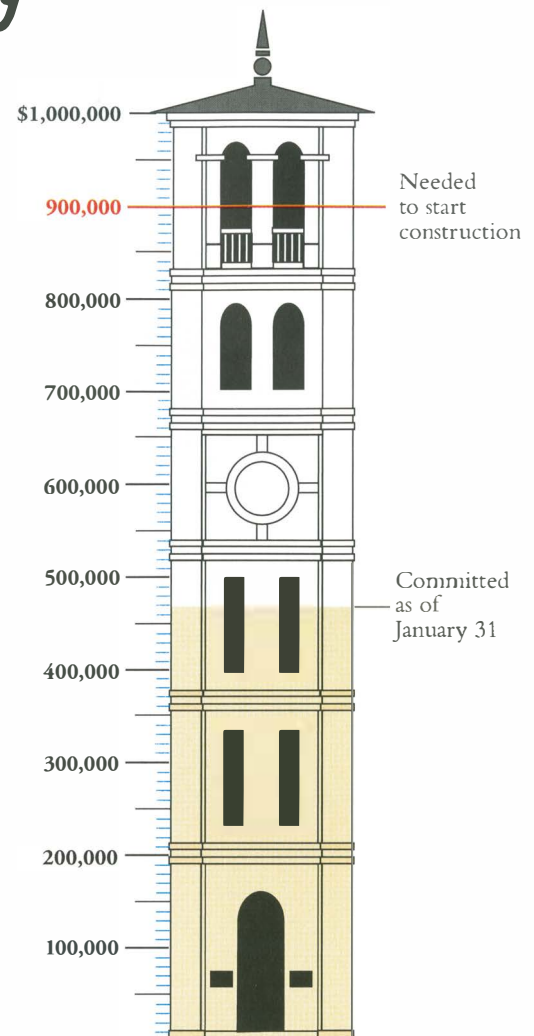 $1,000,000
900,000
Needed
to start
construction
800,000
700,000
600,000
500,000
Committed
as of
January 31
400,000
300,000
200,000
100,000